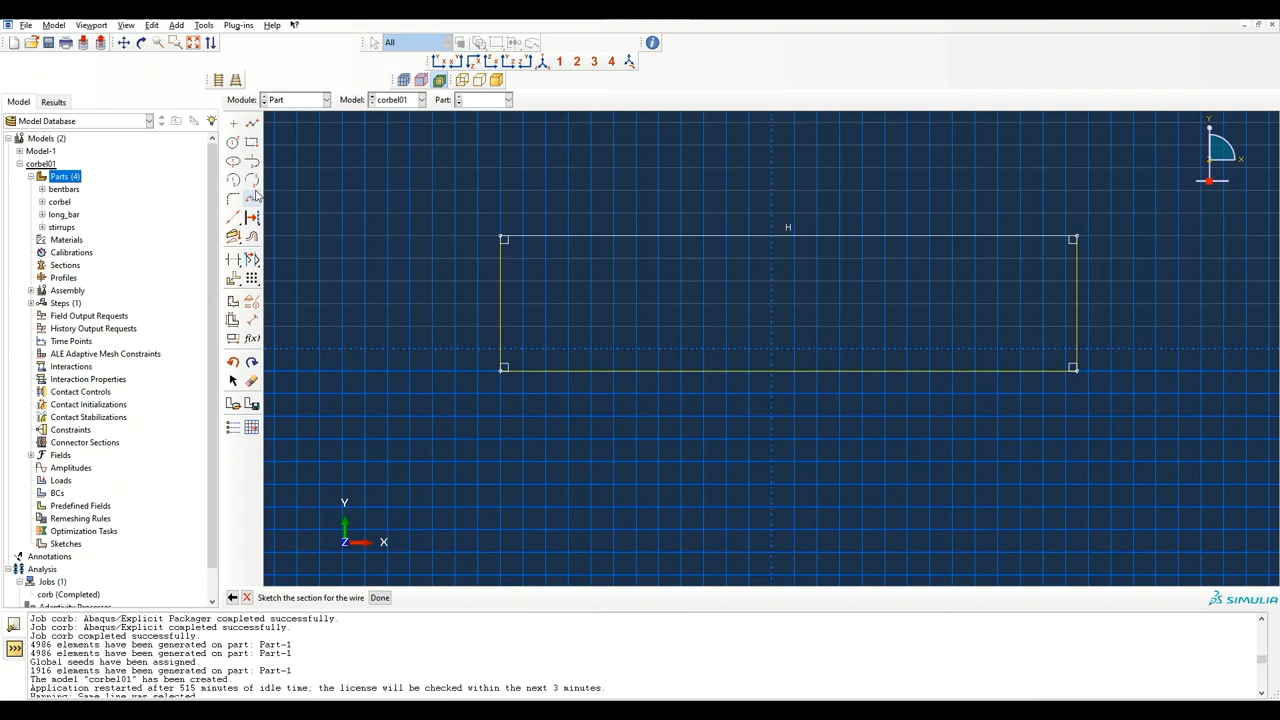 File Model Viewport View Edit Add Tools Plug-ins Help
All
1 2 3 4
Model Results
Module: Part Model: corbel01 Part:
Model Database
Models (2)
Model-1
corbel01
Parts (4)
bentbars
corbel
long_bar
stirrups
Materials
Calibrations
Sections
Profiles
Assembly
Steps (1)
Field Output Requests
History Output Requests
Time Points
ALE Adaptive Mesh Constraints
Interactions
Interaction Properties
Contact Controls
Contact Initializations
Contact Stabilizations
Constraints
Connector Sections
Fields
Amplitudes
Loads
BCs
Predefined Fields
Remeshing Rules
Optimization Tasks
Sketches
Annotations
Analysis
Jobs (1)
corb (Completed)
Adaptivity Processes
f(x)
H
Y
X
Y
Z X
Sketch the section for the wire Done
SIMULIA
Job corb: Abaqus/Explicit Packager completed successfully.
Job corb: Abaqus/Explicit completed successfully.
Job corb completed successfully.
4986 elements have been generated on part: Part-1
4986 elements have been generated on part: Part-1
Global seeds have been assigned.
1916 elements have been generated on part: Part-1
The model "corbel01" has been created.
Application restarted after 515 minutes of idle time; the license will be checked within the next 3 minutes.
Warning: Same line was selected